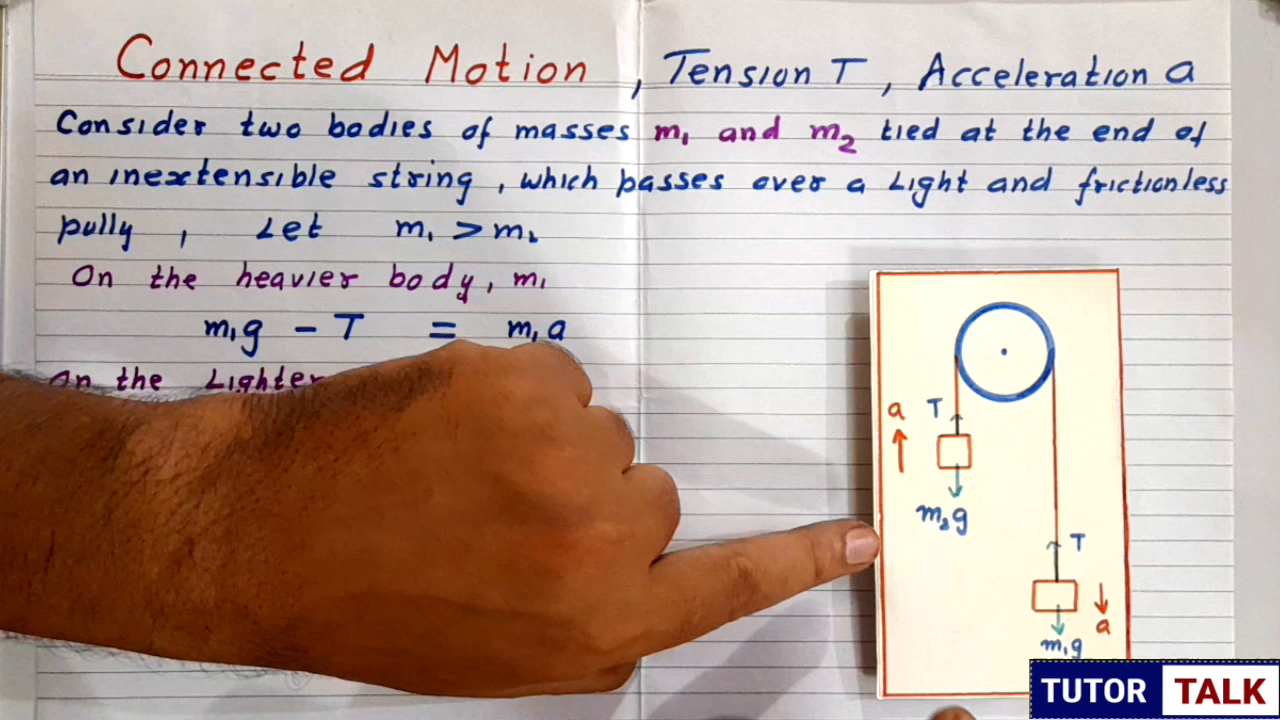 Connected Motion, Tension T, Acceleration a
Consider two bodies of masses m₁ and m₂ tied at the end of
an inextensible string, which passes over a Light and frictionless
pully, Let m₁ > m₂
On the heavier body, m₁
m₁g - T = m₁a
On the Lighter
a T
m₂g
T
a
m₁g
TUTOR TALK